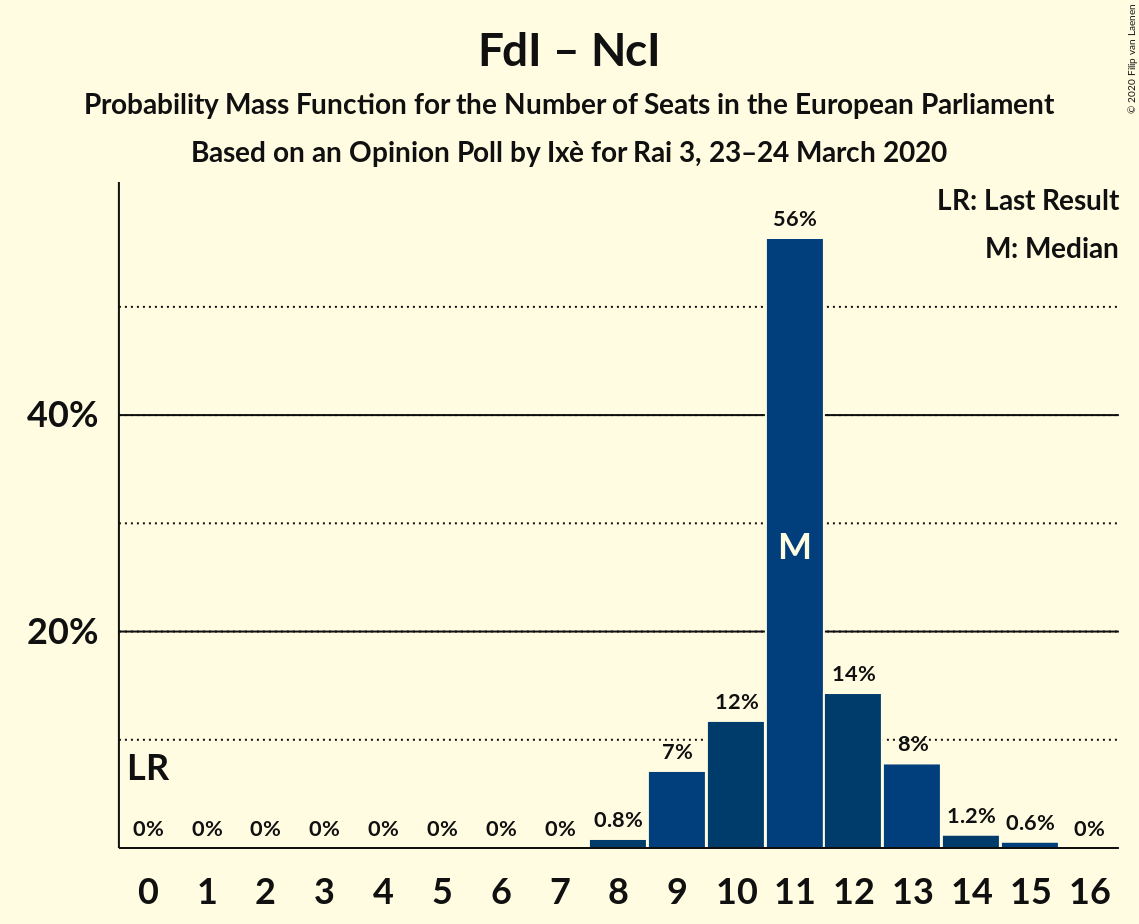 FdI – NcI
Probability Mass Function for the Number of Seats in the European Parliament
Based on an Opinion Poll by Ixè for Rai 3, 23–24 March 2020
© 2020 Filip van Laenen
LR: Last Result
M: Median
56%
40%
M
20%
14%
12%
8%
7%
LR
0% 0% 0% 0% 0% 0% 0% 0% 0.8% 1.2% 0.6% 0%
0 1 2 3 4 5 6 7 8 9 10 11 12 13 14 15 16